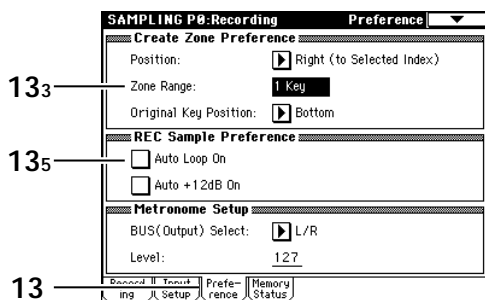 SAMPLING P0:Recording Preference
Create Zone Preference
Position: Right (to Selected Index)
13₃ Zone Range: 1 Key
Original Key Position: Bottom
REC Sample Preference
13₅ Auto Loop On
Auto +12dB On
Metronome Setup
BUS(Output) Select: L/R
Level: 127
13
Record Input Prefe- Memory
ing Setup rence Status